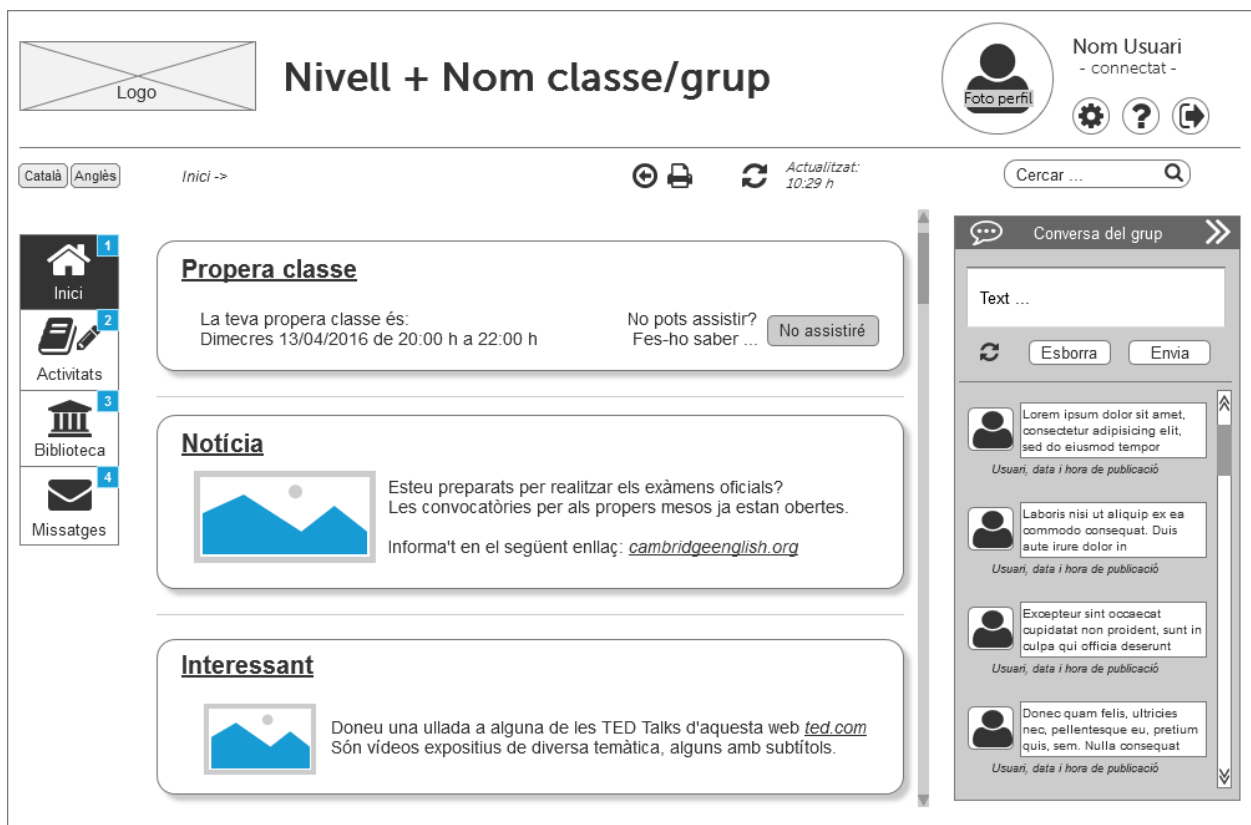 Logo
Nivell + Nom classe/grup
Foto perfil
Nom Usuari
- connectat -
Català
Anglès
Inici ->
Actualitzat:
10:29 h
Cercar ...
1
Inici
2
Activitats
3
Biblioteca
4
Missatges
Propera classe
La teva propera classe és:
Dimecres 13/04/2016 de 20:00 h a 22:00 h
No pots assistir?
Fes-ho saber ...
No assistiré
Notícia
Esteu preparats per realitzar els exàmens oficials?
Les convocatòries per als propers mesos ja estan obertes.
Informa't en el següent enllaç: cambridgeenglish.org
Interessant
Doneu una ullada a alguna de les TED Talks d'aquesta web ted.com
Són vídeos expositius de diversa temàtica, alguns amb subtítols.
Conversa del grup
Text ...
Esborra
Envia
Lorem ipsum dolor sit amet,
consectetur adipisicing elit,
sed do eiusmod tempor
Usuari, data i hora de publicació
Laboris nisi ut aliquip ex ea
commodo consequat. Duis
aute irure dolor in
Usuari, data i hora de publicació
Excepteur sint occaecat
cupidatat non proident, sunt in
culpa qui officia deserunt
Usuari, data i hora de publicació
Donec quam felis, ultricies
nec, pellentesque eu, pretium
quis, sem. Nulla consequat
Usuari, data i hora de publicació